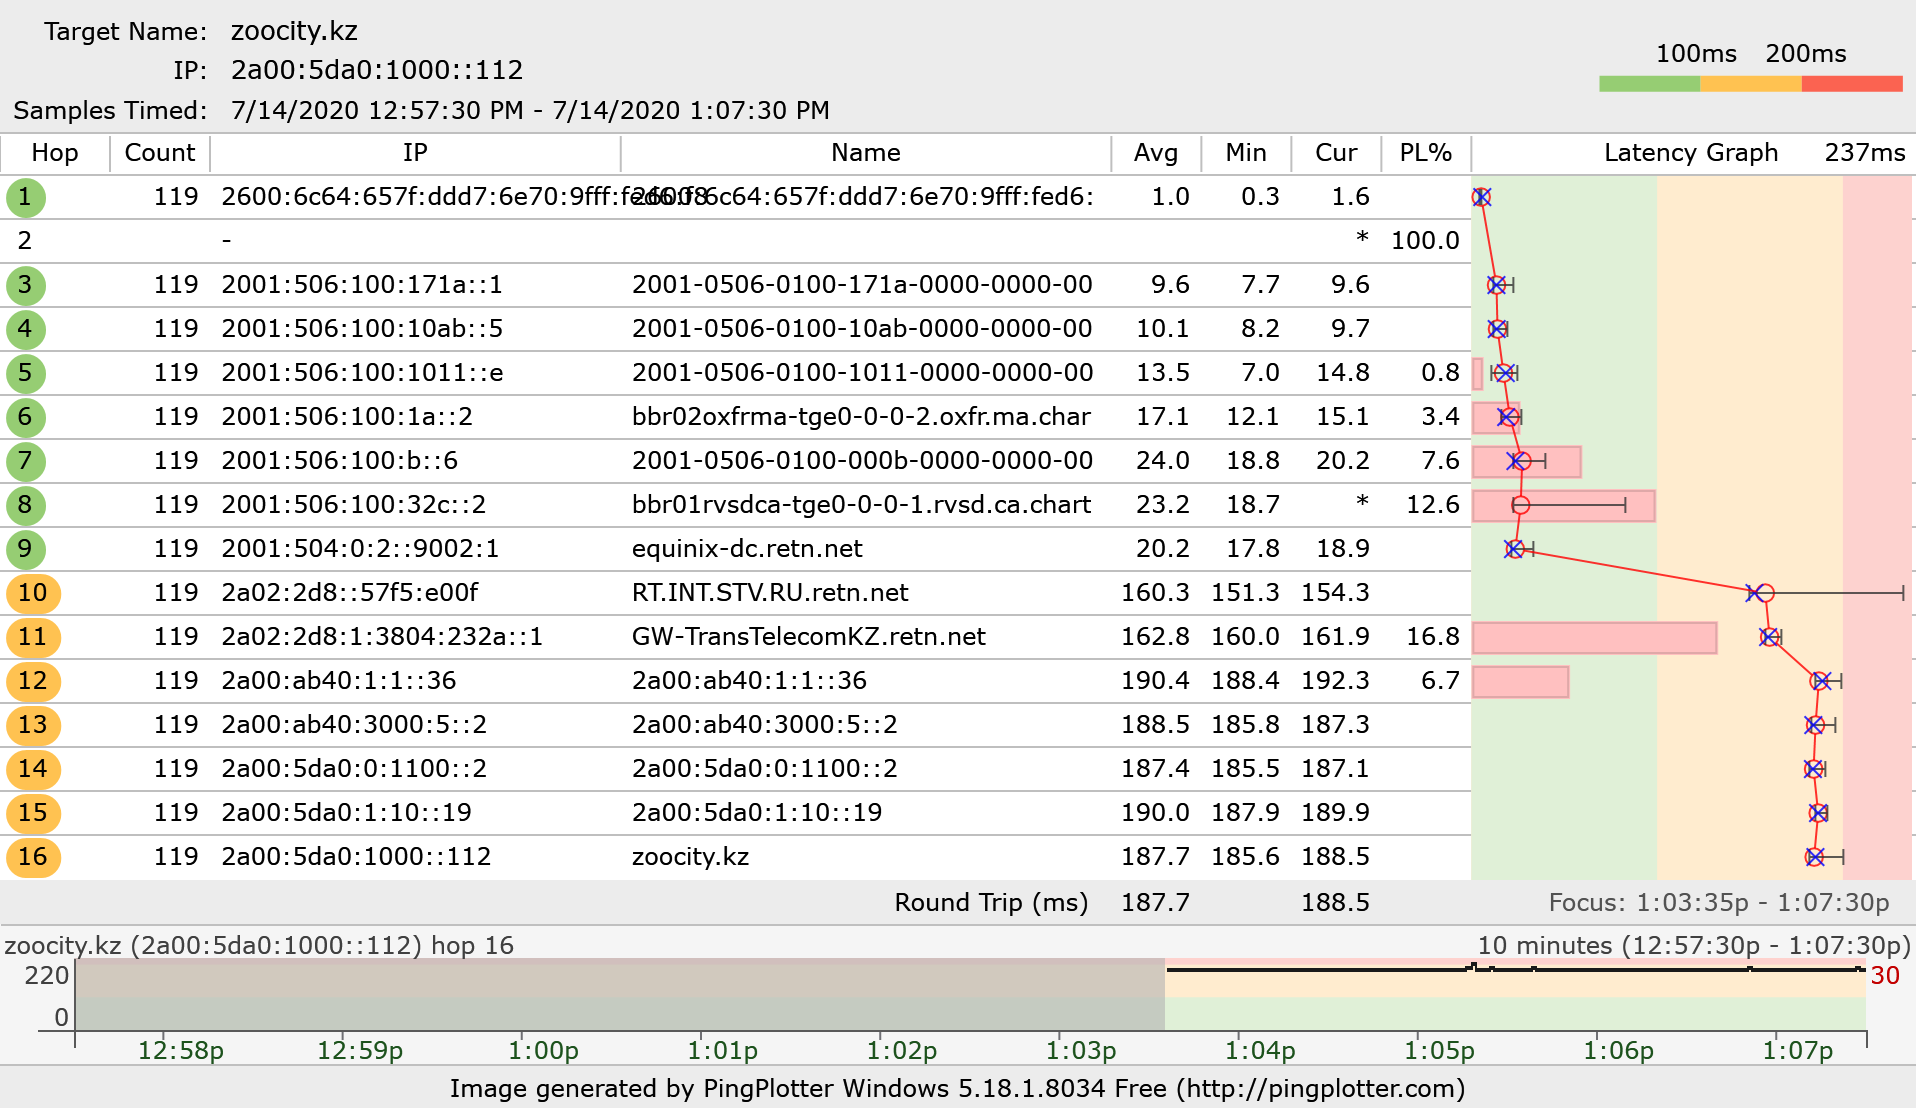 Target Name: zoocity.kz
IP: 2a00:5da0:1000::112
Samples Timed: 7/14/2020 12:57:30 PM - 7/14/2020 1:07:30 PM
100ms 200ms
Hop Count IP Name Avg Min Cur PL% Latency Graph 237ms
1 119 2600:6c64:657f:ddd7:6e70:9fff:fed6:f608 2600:6c64:657f:ddd7:6e70:9fff:fed6: 1.0 0.3 1.6
2 - * 100.0
3 119 2001:506:100:171a::1 2001-0506-0100-171a-0000-0000-00 9.6 7.7 9.6
4 119 2001:506:100:10ab::5 2001-0506-0100-10ab-0000-0000-00 10.1 8.2 9.7
5 119 2001:506:100:1011::e 2001-0506-0100-1011-0000-0000-00 13.5 7.0 14.8 0.8
6 119 2001:506:100:1a::2 bbr02oxfrma-tge0-0-0-2.oxfr.ma.char 17.1 12.1 15.1 3.4
7 119 2001:506:100:b::6 2001-0506-0100-000b-0000-0000-00 24.0 18.8 20.2 7.6
8 119 2001:506:100:32c::2 bbr01rvsdca-tge0-0-0-1.rvsd.ca.chart 23.2 18.7 * 12.6
9 119 2001:504:0:2::9002:1 equinix-dc.retn.net 20.2 17.8 18.9
10 119 2a02:2d8::57f5:e00f RT.INT.STV.RU.retn.net 160.3 151.3 154.3
11 119 2a02:2d8:1:3804:232a::1 GW-TransTelecomKZ.retn.net 162.8 160.0 161.9 16.8
12 119 2a00:ab40:1:1::36 2a00:ab40:1:1::36 190.4 188.4 192.3 6.7
13 119 2a00:ab40:3000:5::2 2a00:ab40:3000:5::2 188.5 185.8 187.3
14 119 2a00:5da0:0:1100::2 2a00:5da0:0:1100::2 187.4 185.5 187.1
15 119 2a00:5da0:1:10::19 2a00:5da0:1:10::19 190.0 187.9 189.9
16 119 2a00:5da0:1000::112 zoocity.kz 187.7 185.6 188.5
Round Trip (ms) 187.7 188.5 Focus: 1:03:35p - 1:07:30p
zoocity.kz (2a00:5da0:1000::112) hop 16 10 minutes (12:57:30p - 1:07:30p)
220 30
0
12:58p 12:59p 1:00p 1:01p 1:02p 1:03p 1:04p 1:05p 1:06p 1:07p
Image generated by PingPlotter Windows 5.18.1.8034 Free (http://pingplotter.com)